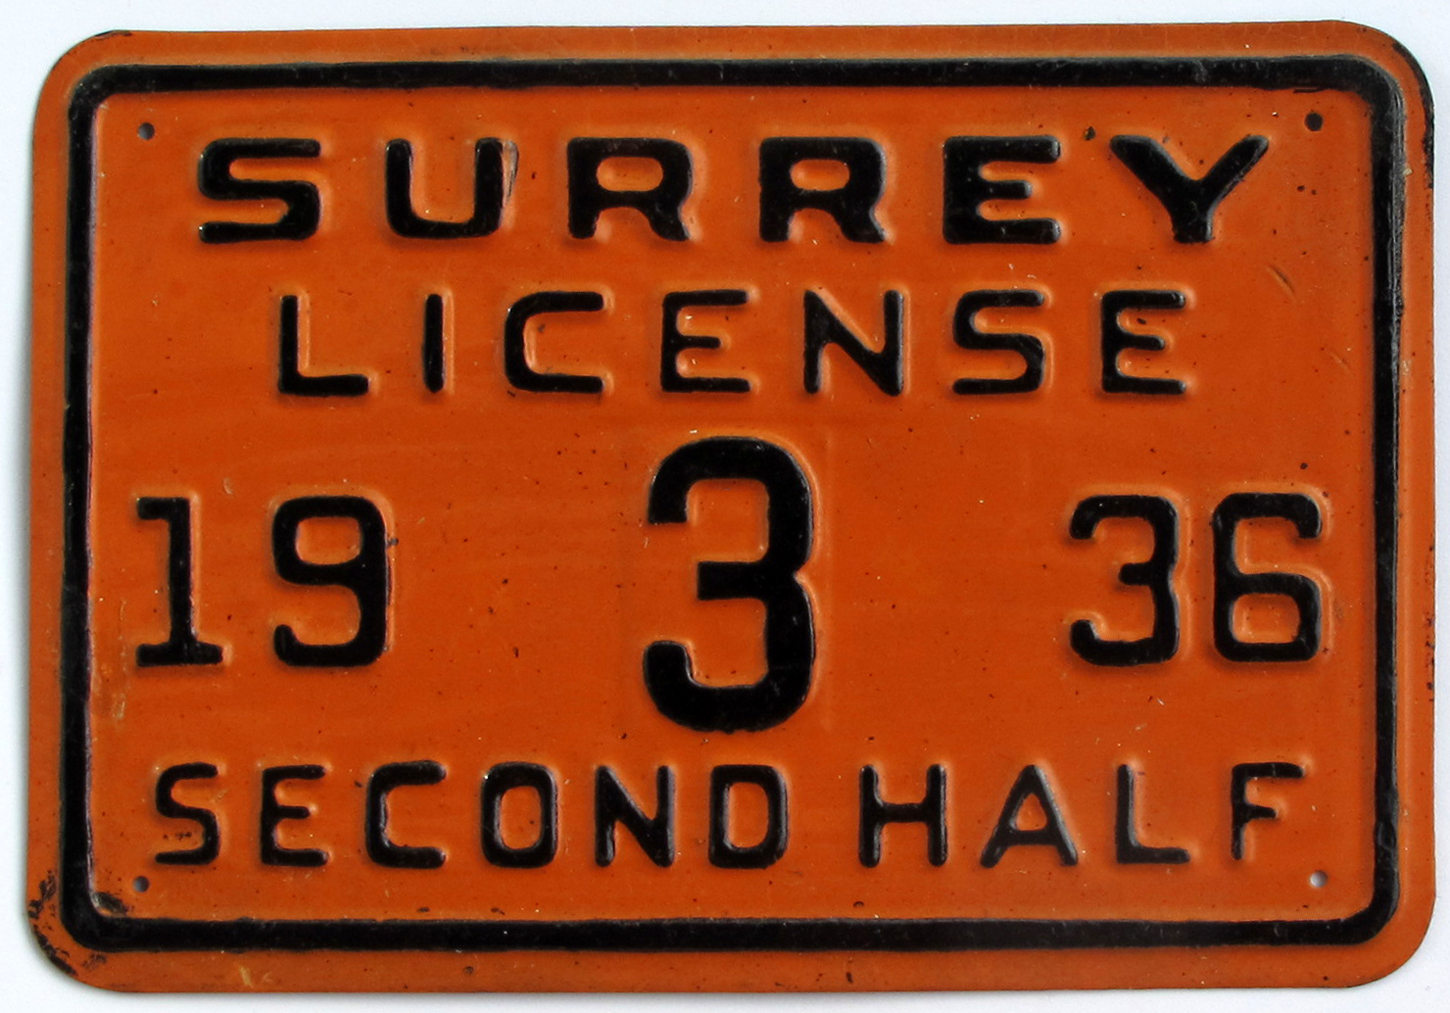 SURREY
LICENSE
19 3 36
SECOND HALF